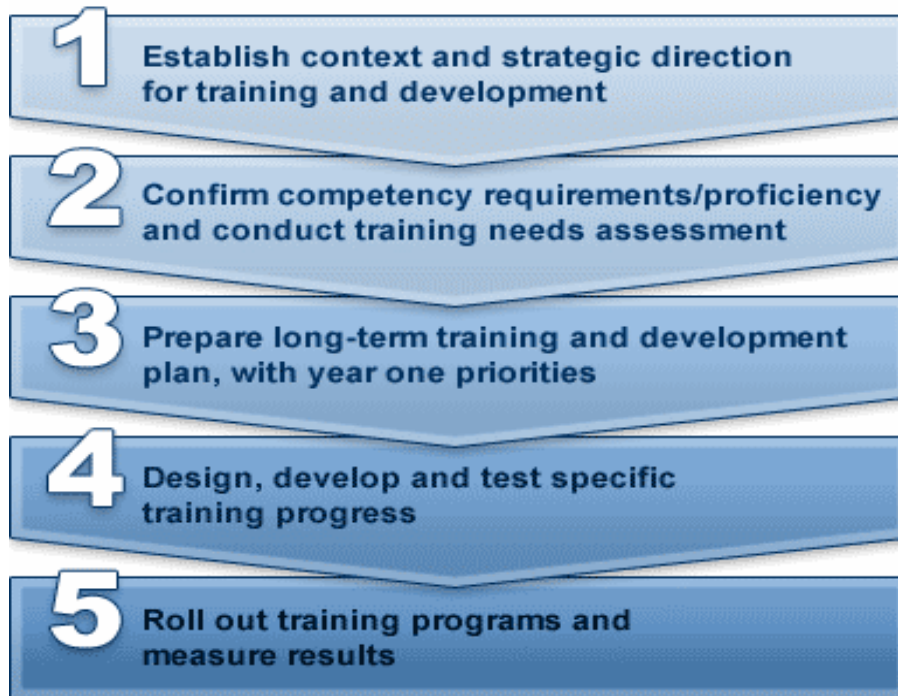 1
Establish context and strategic direction
for training and development
2
Confirm competency requirements/proficiency
and conduct training needs assessment
3
Prepare long-term training and development
plan, with year one priorities
4
Design, develop and test specific
training progress
5
Roll out training programs and
measure results